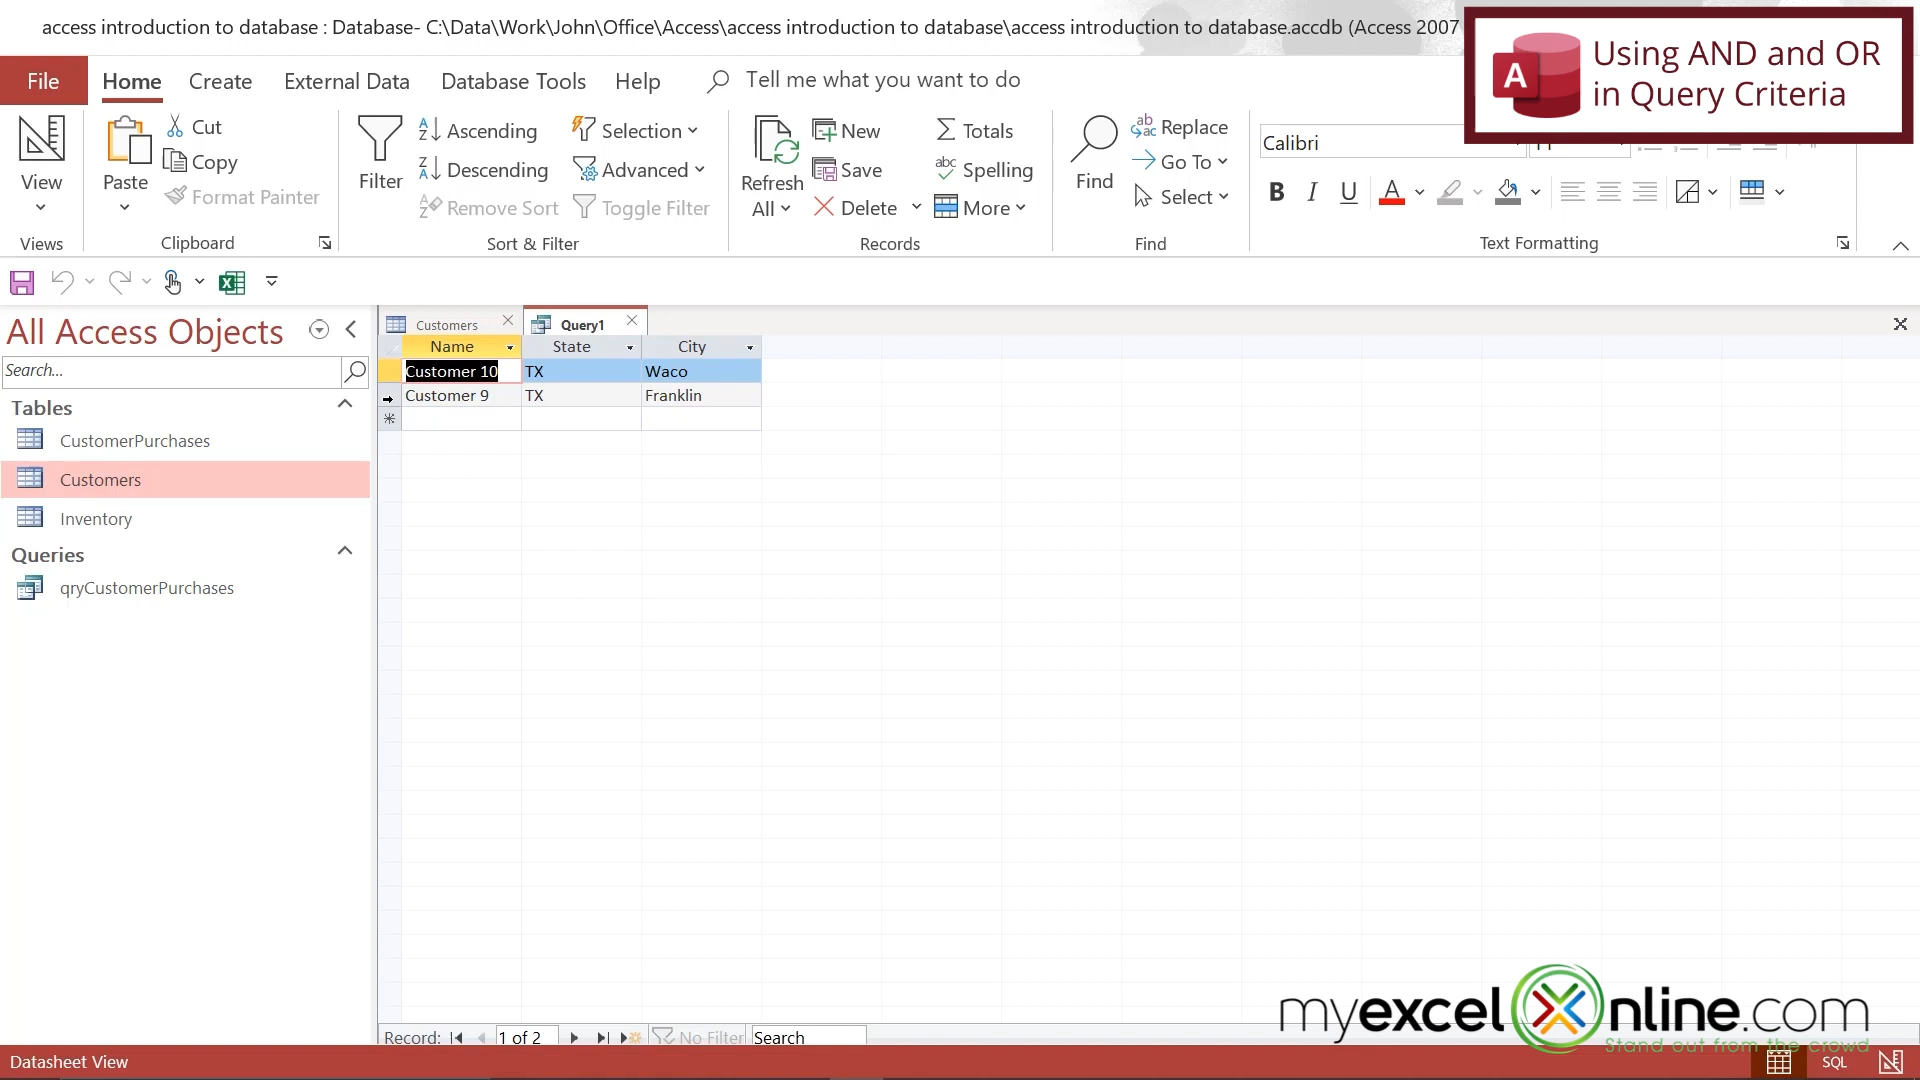 access introduction to database : Database- C:\Data\Work\John\Office\Access\access introduction to database\access introduction to database.accdb (Access 2007
Using AND and OR
in Query Criteria
File
Home
Create
External Data
Database Tools
Help
Tell me what you want to do
View
Views
Paste
Cut
Copy
Format Painter
Clipboard
Filter
Ascending
Descending
Remove Sort
Selection
Advanced
Toggle Filter
Sort & Filter
Refresh
All
New
Save
Delete
Totals
Spelling
More
Records
Find
Replace
Go To
Select
Find
Calibri
B I U
Text Formatting
All Access Objects
Search...
Tables
CustomerPurchases
Customers
Inventory
Queries
qryCustomerPurchases
Customers
Query1
Name State City
Customer 10 TX Waco
Customer 9 TX Franklin
Record: 1 of 2 No Filter Search
myexcelonline.com
Stand out from the crowd
Datasheet View
SQL